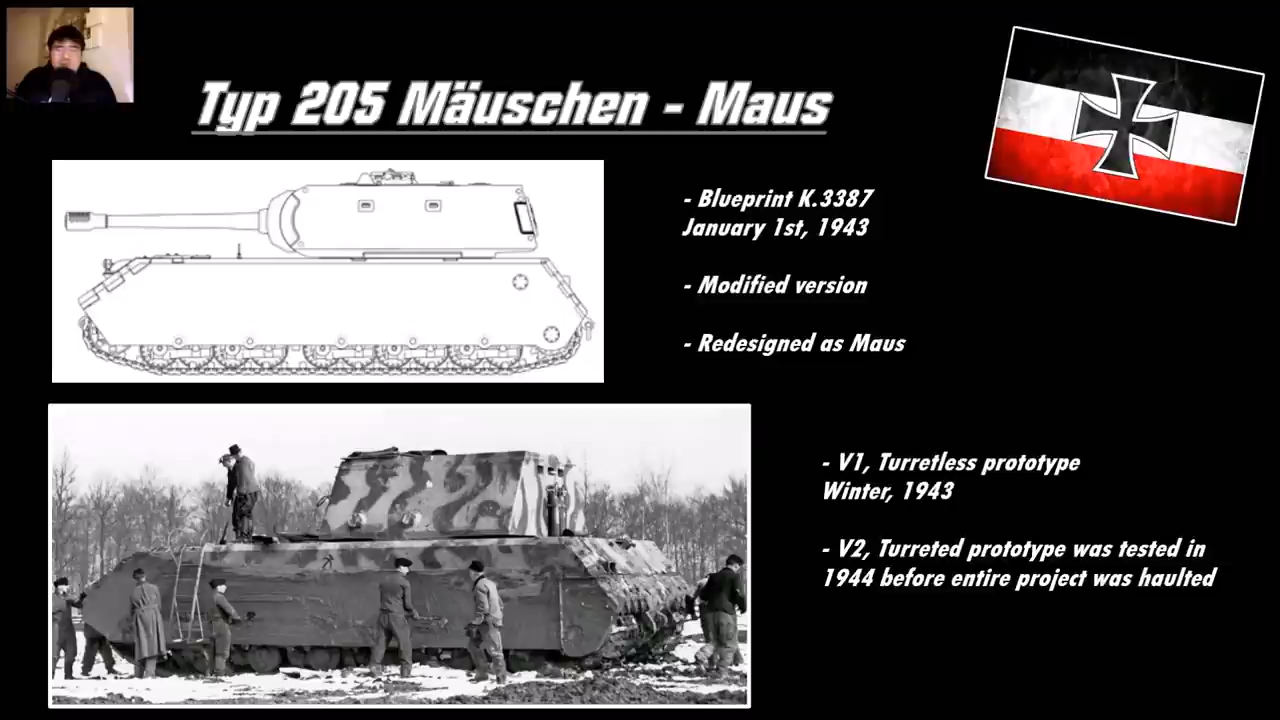 Typ 205 Mäuschen - Maus
- Blueprint K.3387
January 1st, 1943
- Modified version
- Redesigned as Maus
- V1, Turretless prototype
Winter, 1943
- V2, Turreted prototype was tested in
1944 before entire project was haulted